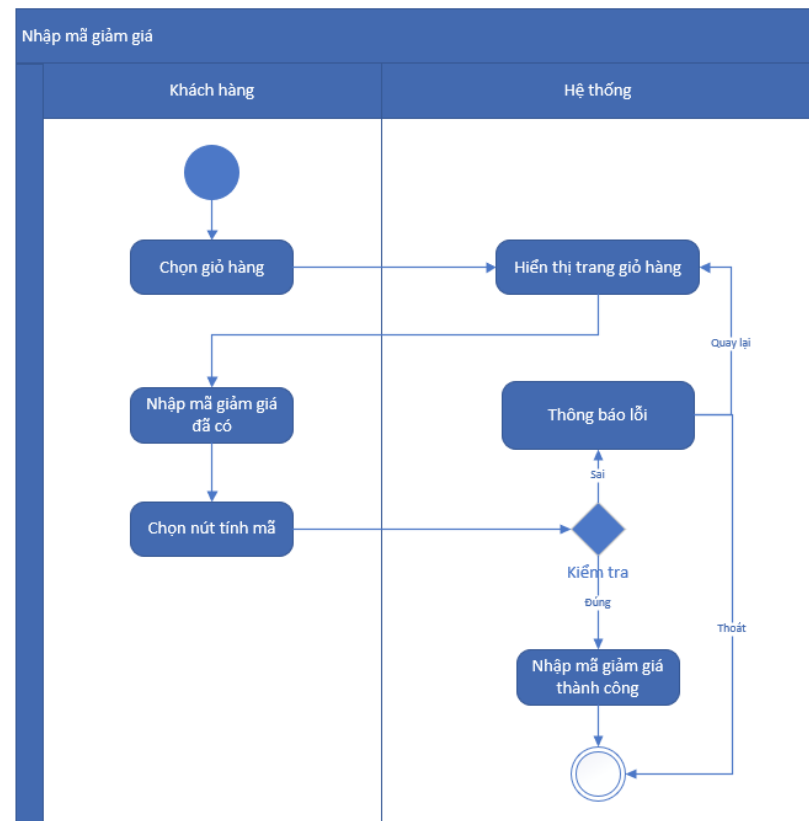 Nhập mã giảm giá
Khách hàng
Hệ thống
Chọn giỏ hàng
Hiển thị trang giỏ hàng
Quay lại
Nhập mã giảm giá
đã có
Thông báo lỗi
Sai
Chọn nút tính mã
Kiểm tra
Đúng
Thoát
Nhập mã giảm giá
thành công